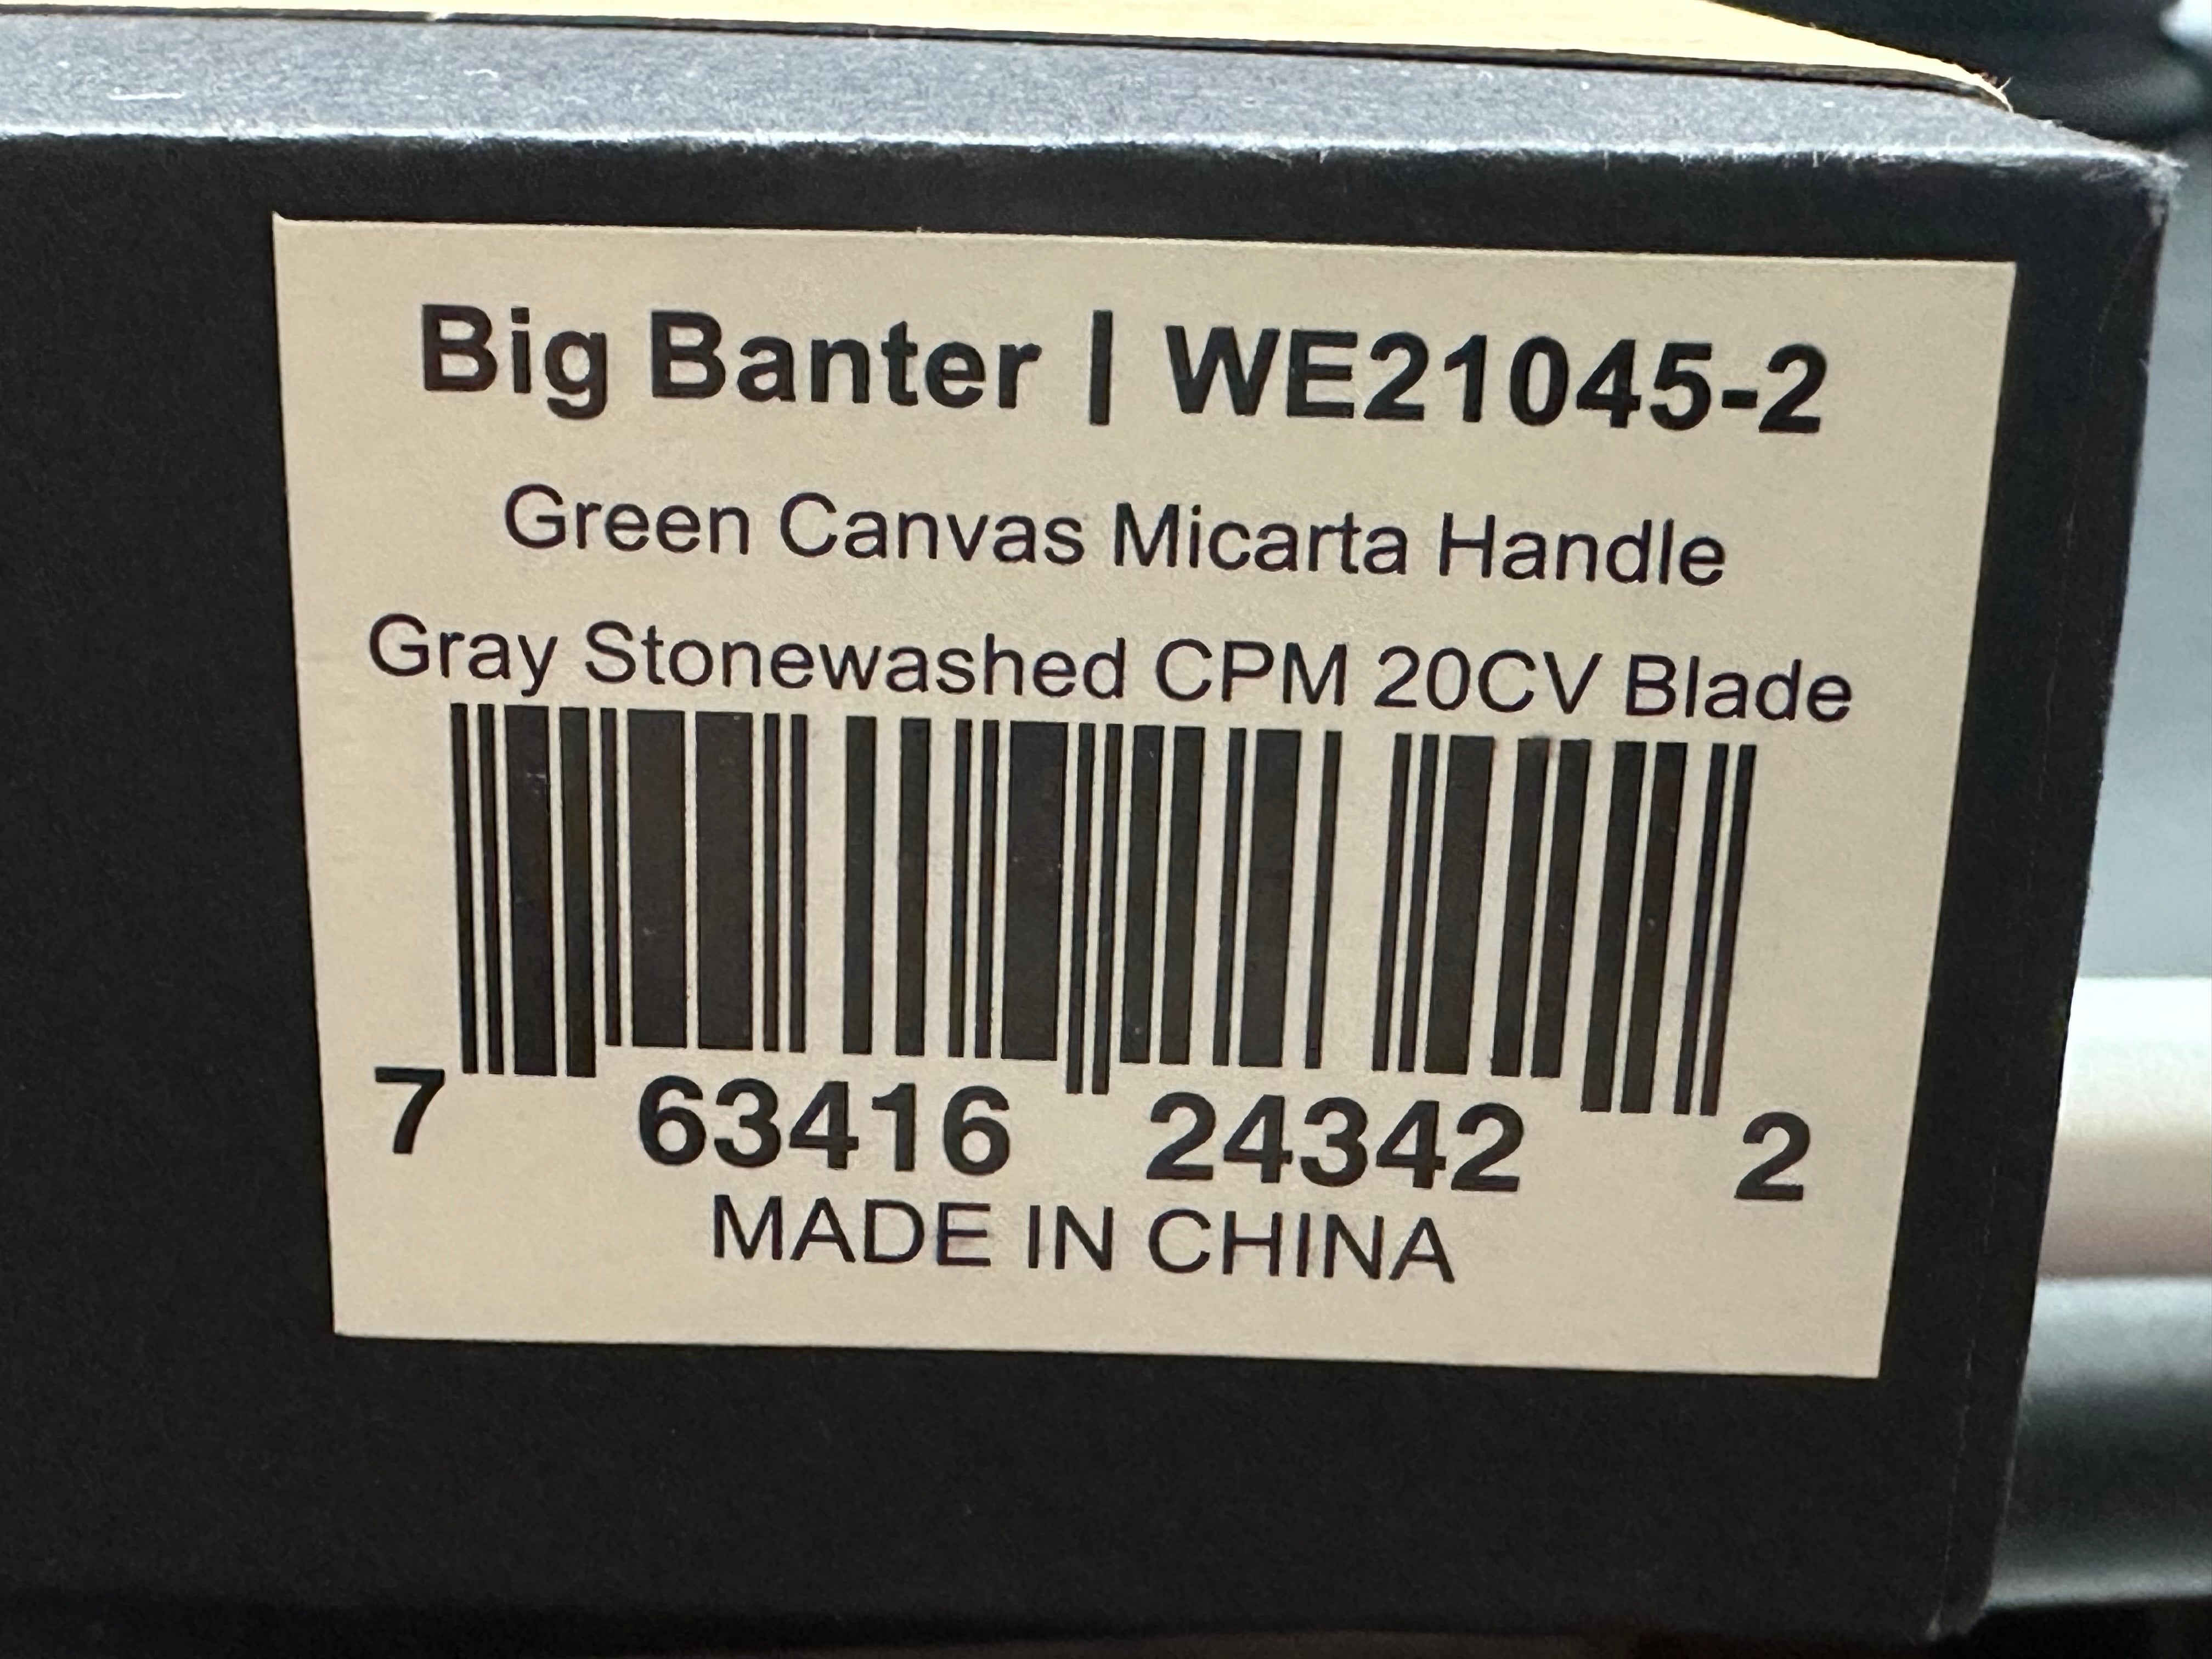 Big Banter | WE21045-2
Green Canvas Micarta Handle
Gray Stonewashed CPM 20CV Blade
7 63416 24342 2
MADE IN CHINA